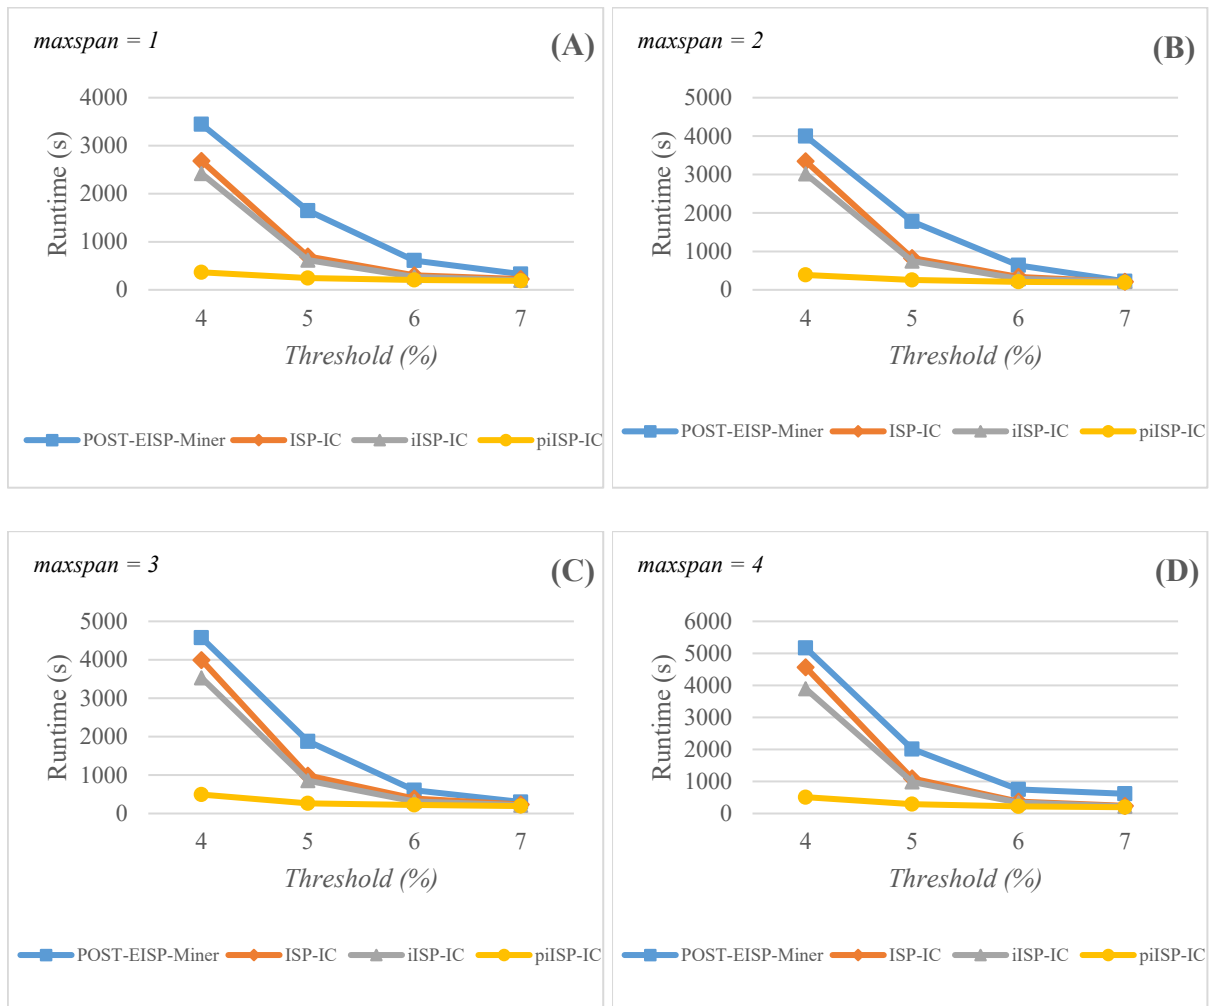 maxspan = 1
(A)
4000
3000
2000
1000
0
Runtime (s)
4 5 6 7
Threshold (%)
POST-EISP-Miner ISP-IC iISP-IC piISP-IC
maxspan = 2
(B)
5000
4000
3000
2000
1000
0
Runtime (s)
4 5 6 7
Threshold (%)
POST-EISP-Miner ISP-IC iISP-IC piISP-IC
maxspan = 3
(C)
5000
4000
3000
2000
1000
0
Runtime (s)
4 5 6 7
Threshold (%)
POST-EISP-Miner ISP-IC iISP-IC piISP-IC
maxspan = 4
(D)
6000
5000
4000
3000
2000
1000
0
Runtime (s)
4 5 6 7
Threshold (%)
POST-EISP-Miner ISP-IC iISP-IC piISP-IC